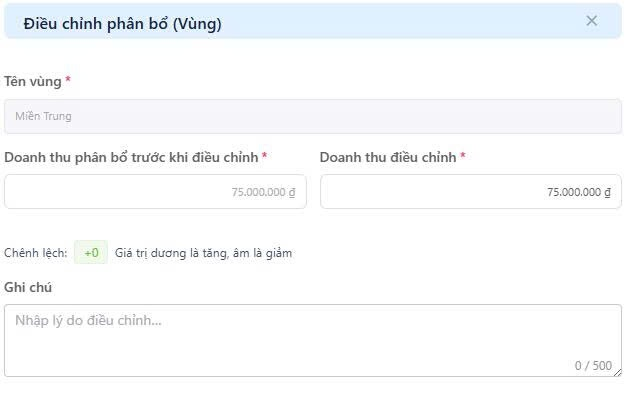 Điều chỉnh phân bổ (Vùng)
Tên vùng *
Miền Trung
Doanh thu phân bổ trước khi điều chỉnh * Doanh thu điều chỉnh *
75.000.000 ₫ 75.000.000 ₫
Chênh lệch: +0 Giá trị dương là tăng, âm là giảm
Ghi chú
Nhập lý do điều chỉnh...
0 / 500